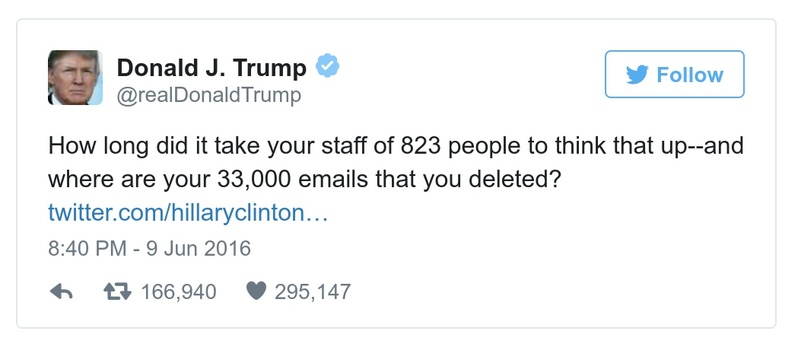 Donald J. Trump
@realDonaldTrump
Follow
How long did it take your staff of 823 people to think that up--and
where are your 33,000 emails that you deleted?
twitter.com/hillaryclinton…
8:40 PM - 9 Jun 2016
166,940 295,147